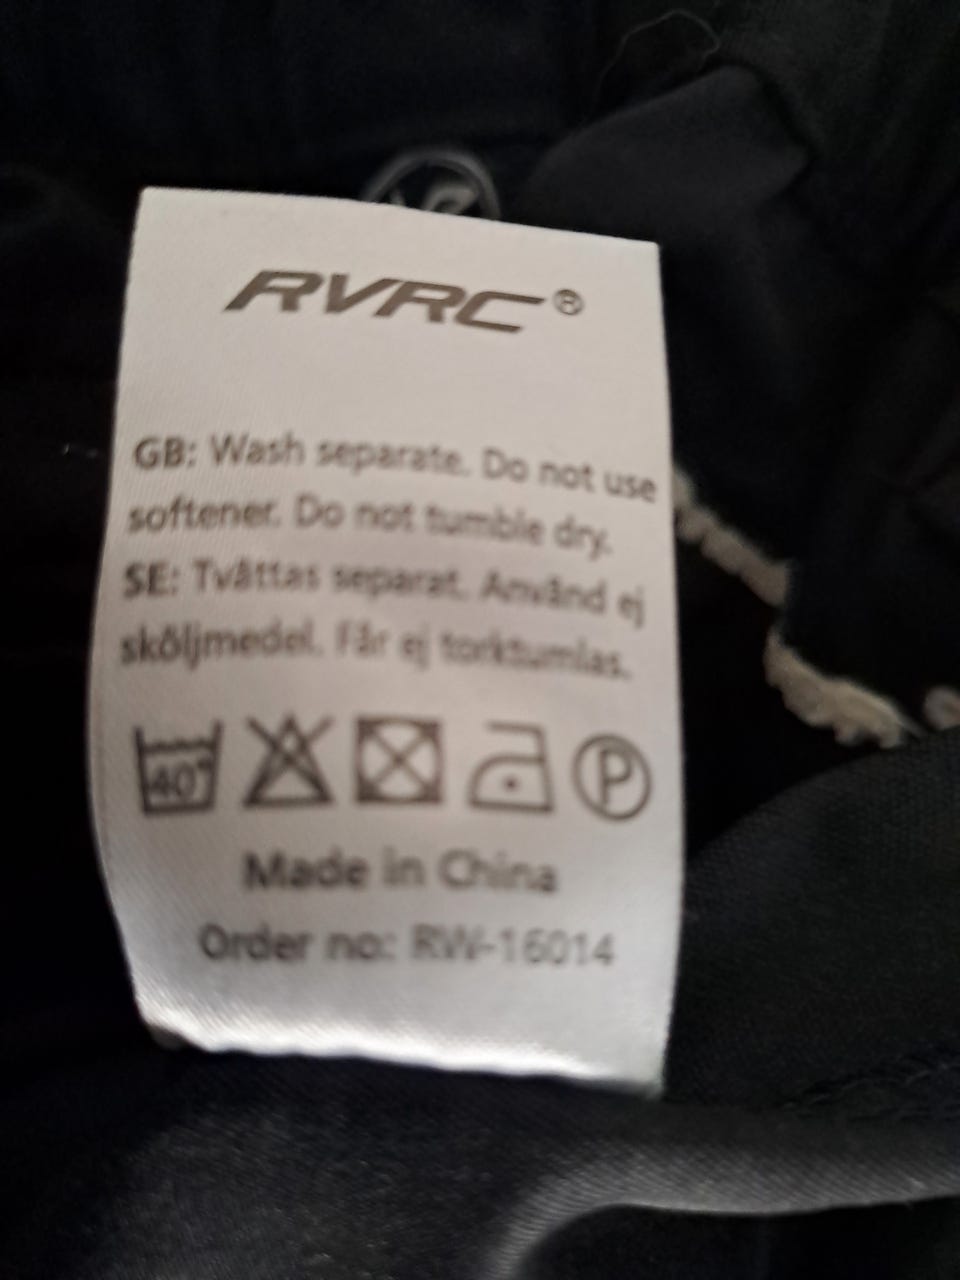 RVRC®
GB: Wash separate. Do not use
softener. Do not tumble dry.
SE: Tvättas separat. Använd ej
sköljmedel. Får ej torktumlas.
40°
P
Made in China
Order no: RW-16014